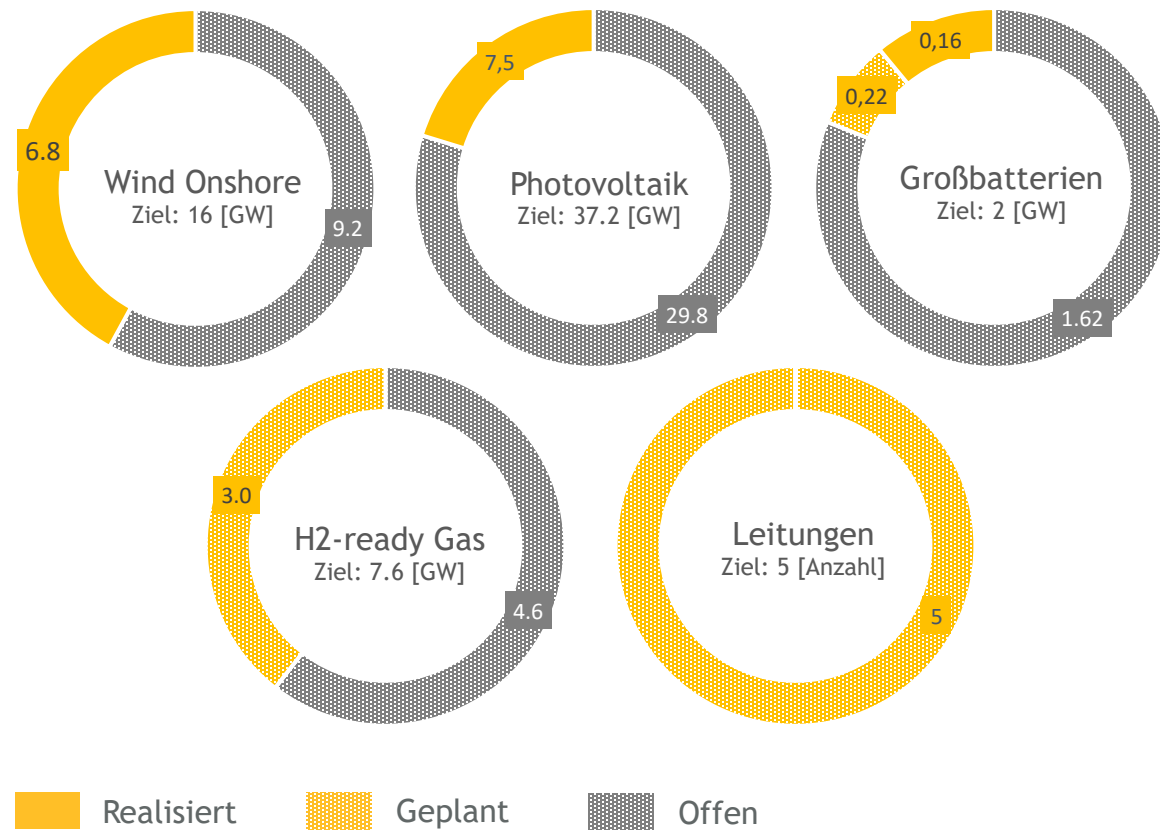 6.8
Wind Onshore
Ziel: 16 [GW]
9.2
7,5
Photovoltaik
Ziel: 37.2 [GW]
29.8
0,16
0,22
Großbatterien
Ziel: 2 [GW]
1.62
3.0
H2-ready Gas
Ziel: 7.6 [GW]
4.6
Leitungen
Ziel: 5 [Anzahl]
5
Realisiert
Geplant
Offen